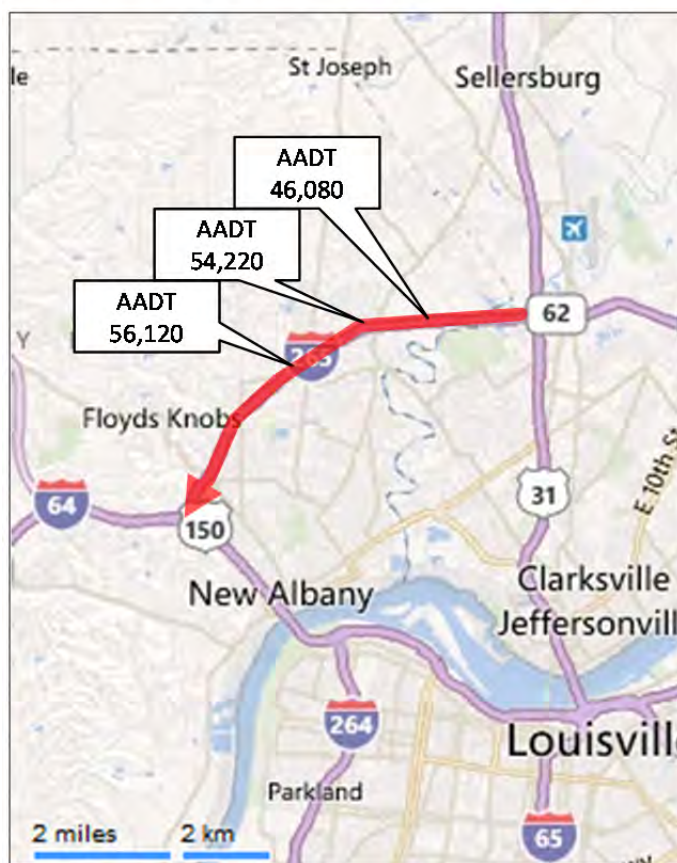 le
St Joseph
Sellersburg
AADT
46,080
AADT
54,220
AADT
56,120
62
265
Y
Floyds Knobs
64
150
31
E 10th St
New Albany
Clarksville
Jeffersonvill
264
Louisvill
Parkland
65
2 miles
2 km